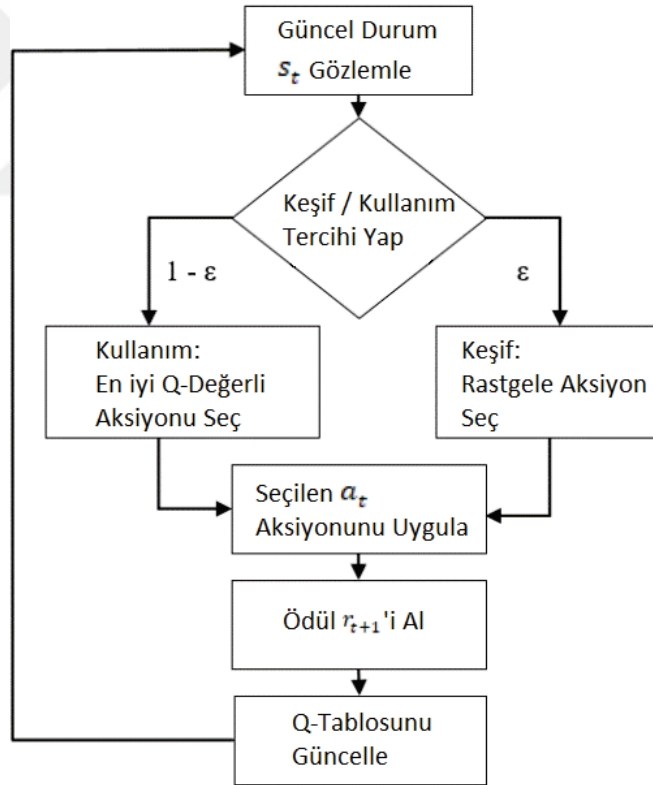 Güncel Durum
s_t Gözlemle
Keşif / Kullanım
Tercihi Yap
1 - ε
ε
Kullanım:
En iyi Q-Değerli
Aksiyonu Seç
Keşif:
Rastgele Aksiyon
Seç
Seçilen a_t
Aksiyonunu Uygula
Ödül r_{t+1}'i Al
Q-Tablosunu
Güncelle